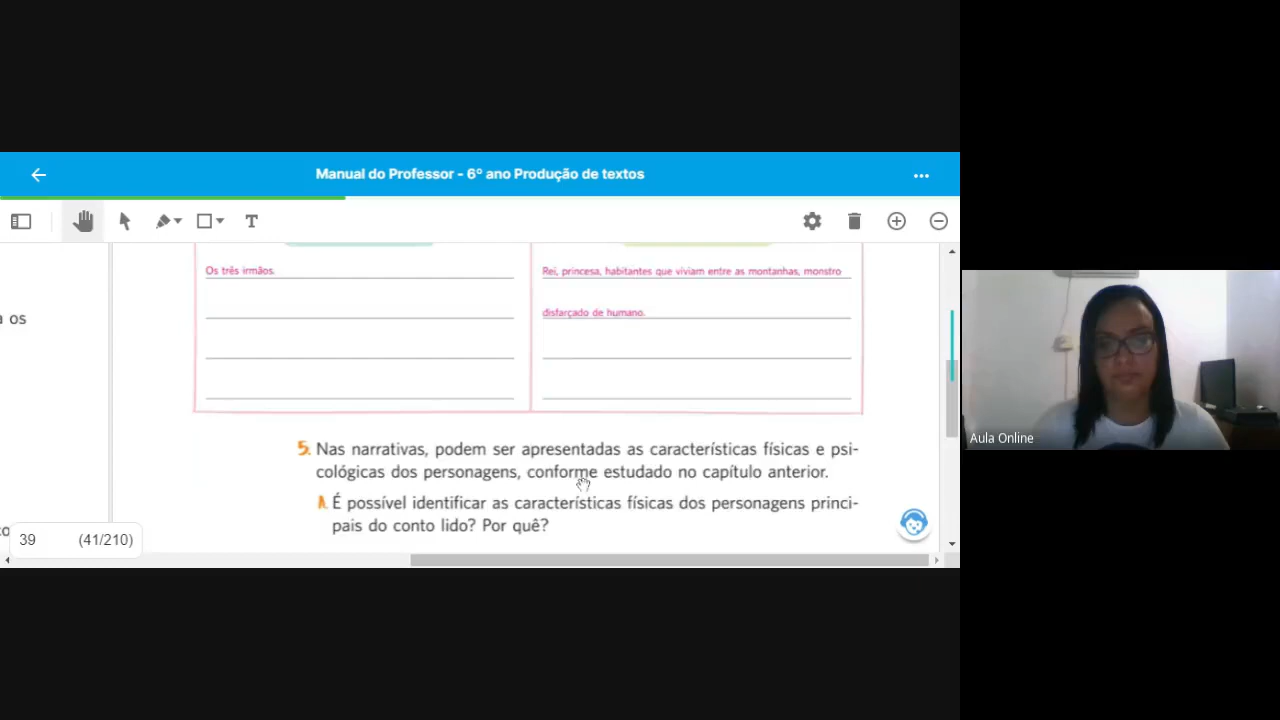 Manual do Professor - 6º ano Produção de textos
T
Os três irmãos.
Rei, princesa, habitantes que viviam entre as montanhas, monstro
disfarçado de humano.
a os
5. Nas narrativas, podem ser apresentadas as características físicas e psi-
cológicas dos personagens, conforme estudado no capítulo anterior.
A. É possível identificar as características físicas dos personagens princi-
pais do conto lido? Por quê?
39 (41/210)
Aula Online